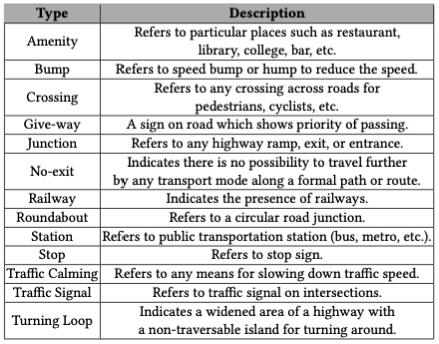 Type Description
Amenity Refers to particular places such as restaurant,
library, college, bar, etc.
Bump Refers to speed bump or hump to reduce the speed.
Crossing Refers to any crossing across roads for
pedestrians, cyclists, etc.
Give-way A sign on road which shows priority of passing.
Junction Refers to any highway ramp, exit, or entrance.
No-exit Indicates there is no possibility to travel further
by any transport mode along a formal path or route.
Railway Indicates the presence of railways.
Roundabout Refers to a circular road junction.
Station Refers to public transportation station (bus, metro, etc.).
Stop Refers to stop sign.
Traffic Calming Refers to any means for slowing down traffic speed.
Traffic Signal Refers to traffic signal on intersections.
Turning Loop Indicates a widened area of a highway with
a non-traversable island for turning around.